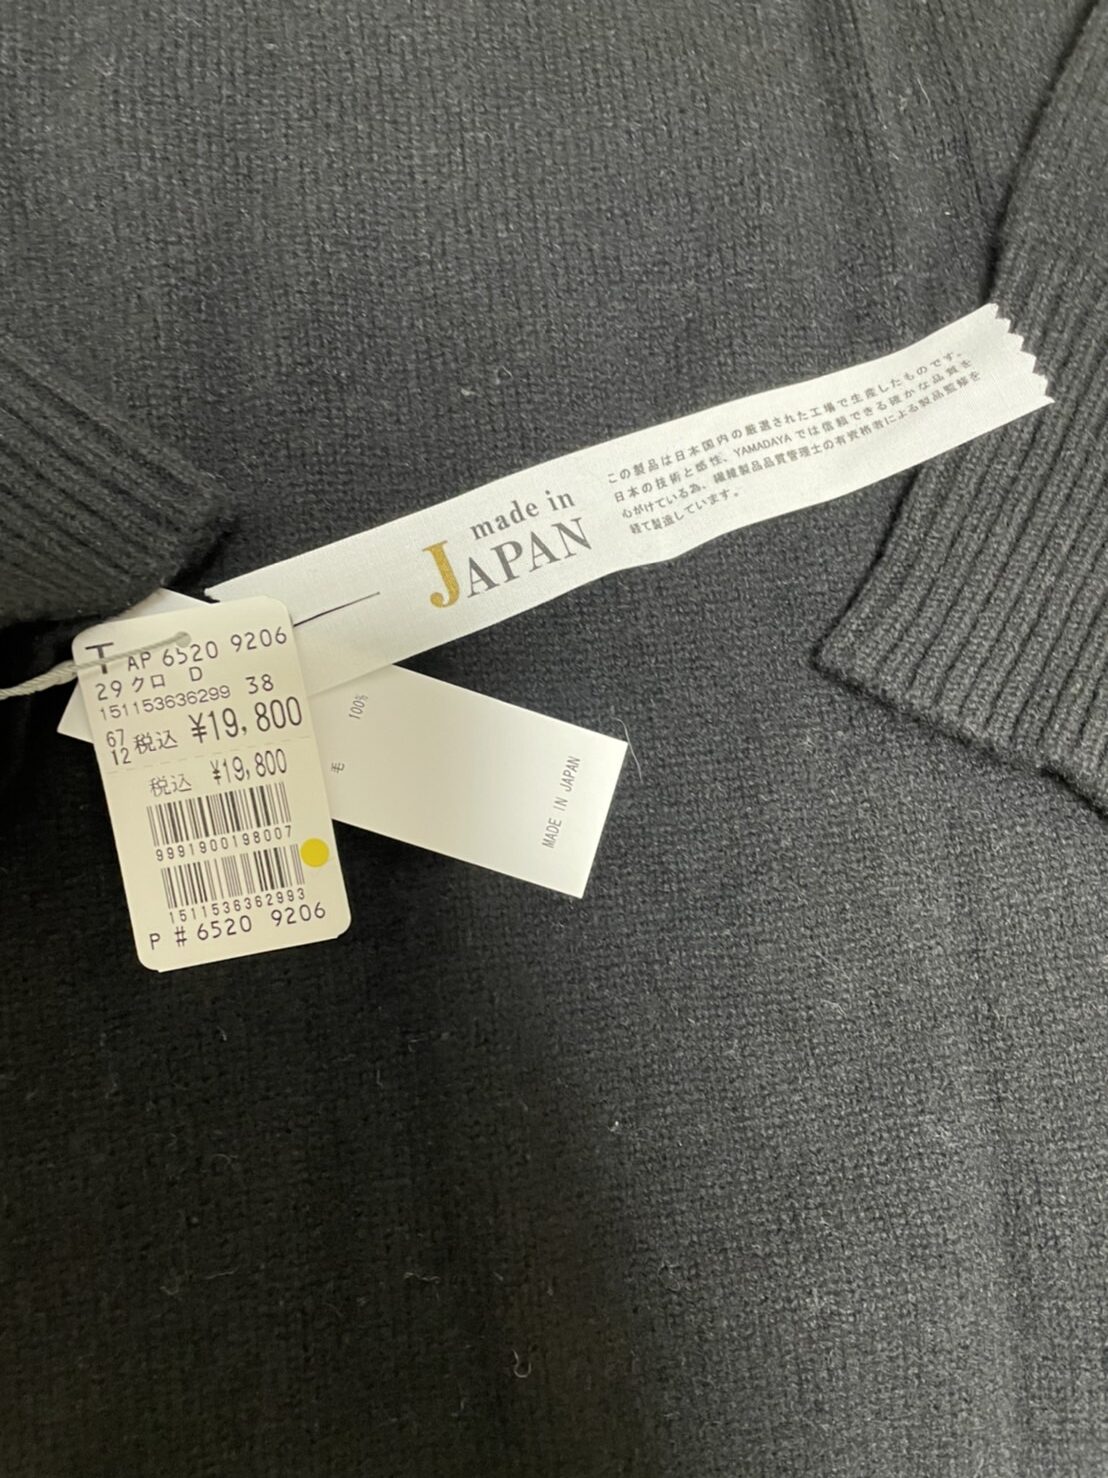 made in
JAPAN
この製品は日本国内の厳選された工場で生産したものです。
日本の技術と感性、YAMADAYAでは信頼できる確かな品質を
心がけている為、繊維製品品質管理士の有資格者による製品監修を
経て製造しています。
T AP 6520 9206
29クロ D
151153636299 38
67
12
税込 ¥19,800
税込 ¥19,800
9991900198007
1511536362993
P #6520 9206
毛 100%
MADE IN JAPAN